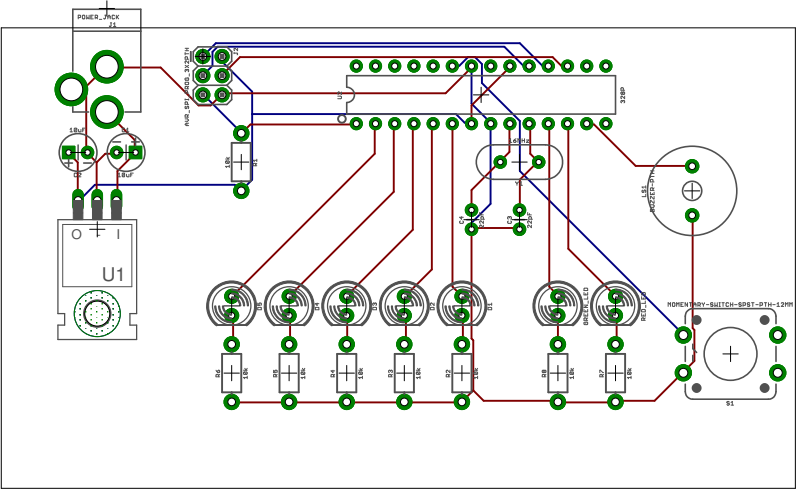 POWER_JACK
J1
J2
AVR_SPI_PROG_3X2PTH
U2
328P
10uF
C1
C2
10uF
10k
R1
O
I
U1
16MHz
Y1
C4
22pF
C3
22pF
LS1
BUZZER-PTH
D5
D4
D3
D2
D1
GREEN_LED
RED_LED
MOMENTARY-SWITCH-SPST-PTH-12MM
R6
10k
R5
10k
R4
10k
R3
10k
R2
10k
R8
10k
R7
10k
S1